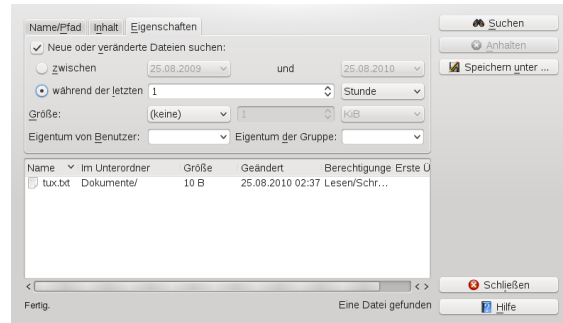 Name/Pfad Inhalt Eigenschaften
Neue oder veränderte Dateien suchen:
zwischen 25.08.2009 und 25.08.2010
während der letzten 1 Stunde
Größe: (keine) 1 KiB
Eigentum von Benutzer: Eigentum der Gruppe:
Name Im Unterordner Größe Geändert Berechtigunge Erste Ü
tux.txt Dokumente/ 10 B 25.08.2010 02:37 Lesen/Schr...
Fertig. Eine Datei gefunden
Suchen
Anhalten
Speichern unter ...
Schließen
Hilfe